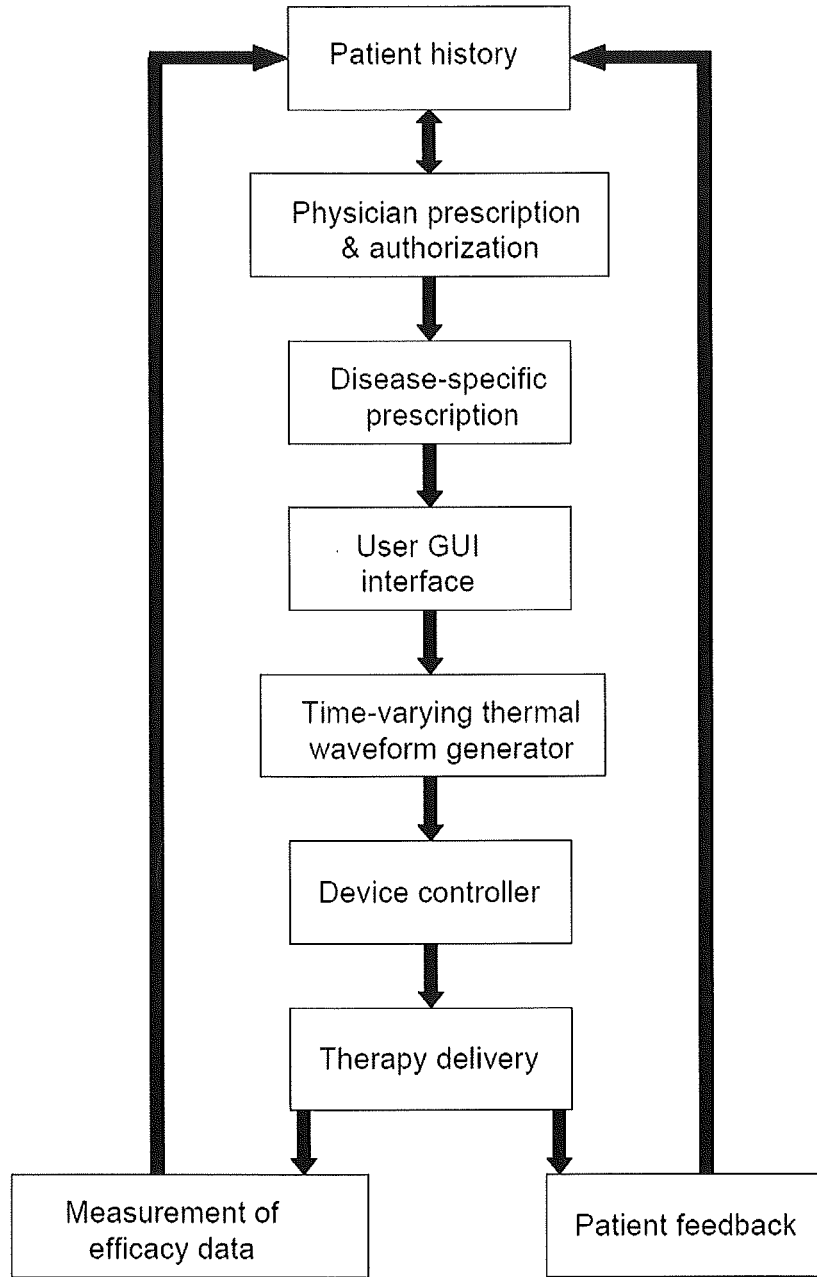 Patient history
Physician prescription
& authorization
Disease-specific
prescription
User GUI
interface
Time-varying thermal
waveform generator
Device controller
Therapy delivery
Measurement of
efficacy data
Patient feedback